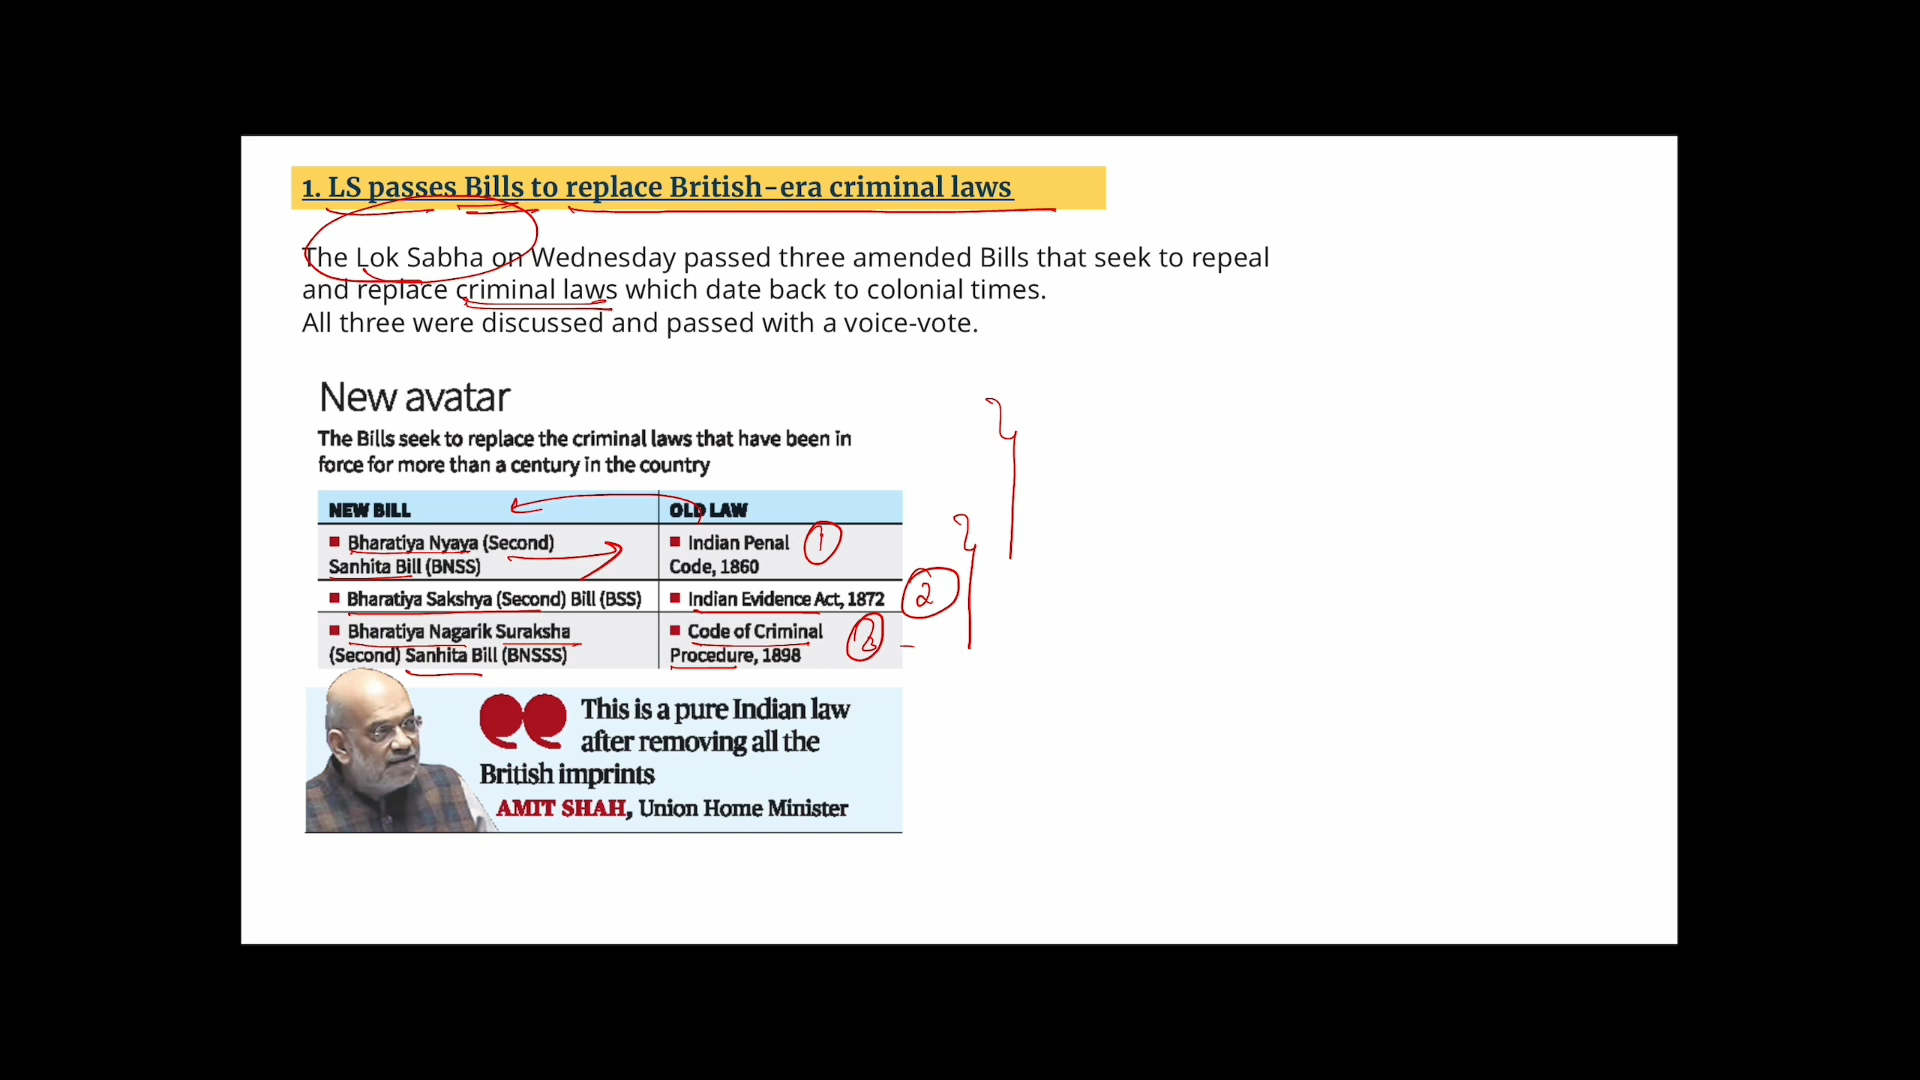 1. LS passes Bills to replace British-era criminal laws
The Lok Sabha on Wednesday passed three amended Bills that seek to repeal
and replace criminal laws which date back to colonial times.
All three were discussed and passed with a voice-vote.
New avatar
The Bills seek to replace the criminal laws that have been in
force for more than a century in the country
NEW BILL OLD LAW
Bharatiya Nyaya (Second) Indian Penal 1
Sanhita Bill (BNSS) Code, 1860
Bharatiya Sakshya (Second) Bill (BSS) Indian Evidence Act, 1872 2
Bharatiya Nagarik Suraksha Code of Criminal 3
(Second) Sanhita Bill (BNSSS) Procedure, 1898
This is a pure Indian law
after removing all the
British imprints
AMIT SHAH, Union Home Minister